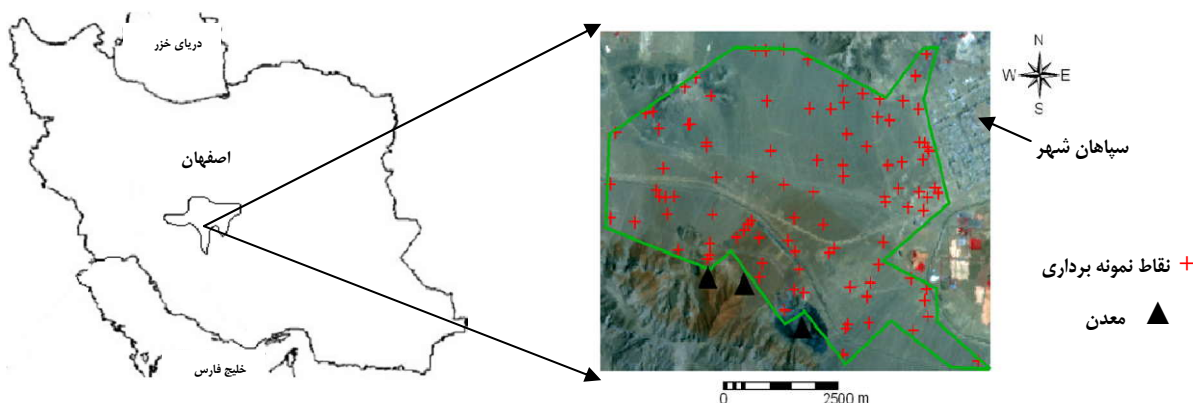 دریای خزر
اصفهان
خلیج فارس
N
W E
S
سپاهان شهر
نقاط نمونه برداری
معدن
0 2500 m